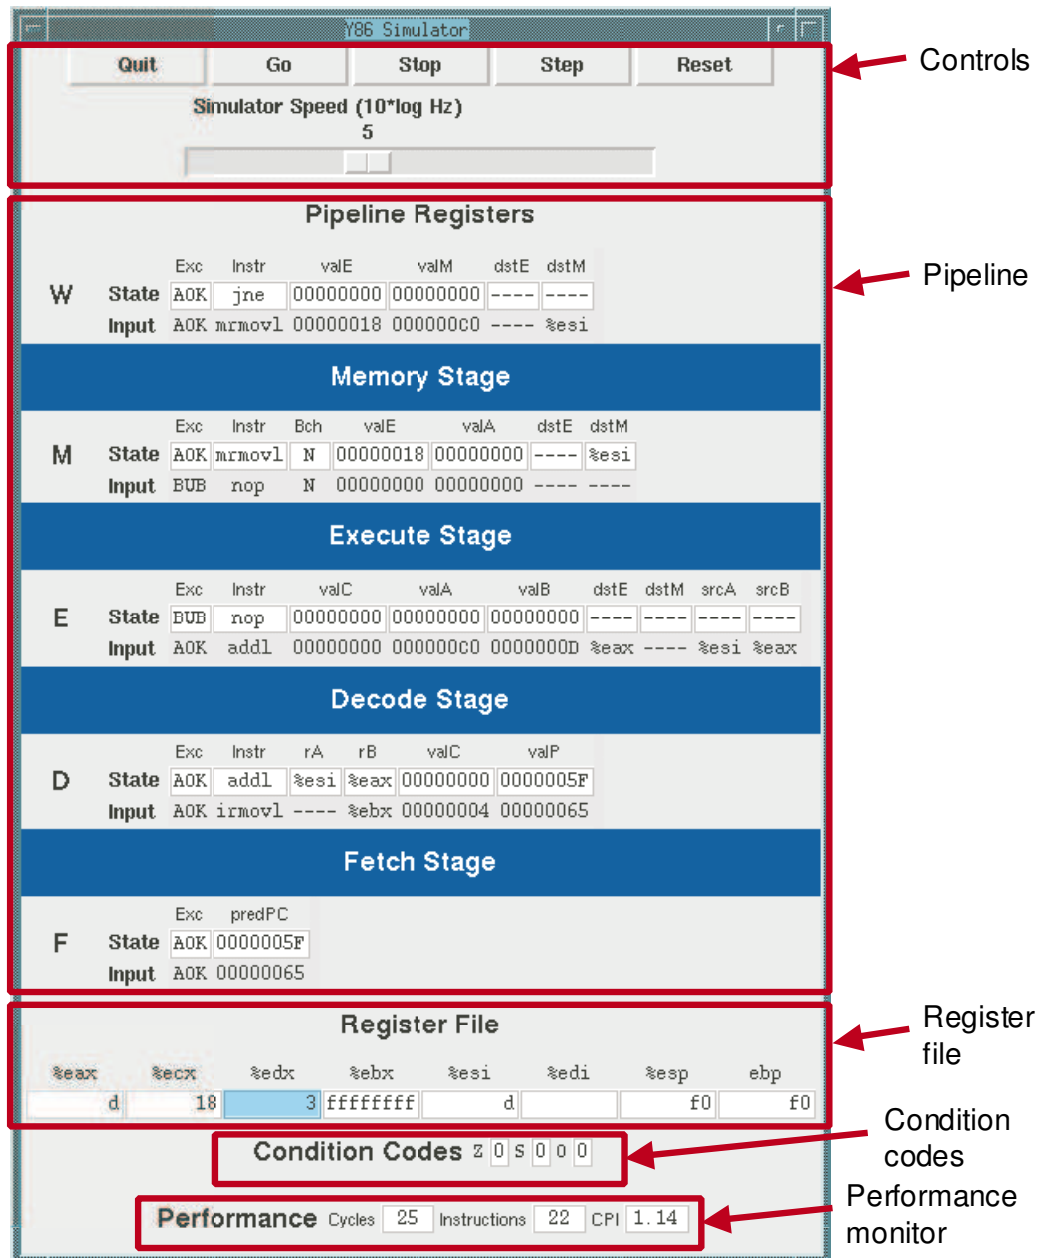 Y86 Simulator
Quit Go Stop Step Reset
Controls
Simulator Speed (10*log Hz)
5
Pipeline Registers
Exc Instr valE valM dstE dstM
Pipeline
W State AOK jne 00000000 00000000 ---- ----
Input AOK mrmovl 00000018 000000C0 ---- %esi
Memory Stage
Exc Instr Bch valE valA dstE dstM
M State AOK mrmovl N 00000018 00000000 ---- %esi
Input BUB nop N 00000000 00000000 ---- ----
Execute Stage
Exc Instr valC valA valB dstE dstM srcA srcB
E State BUB nop 00000000 00000000 00000000 ---- ---- ---- ----
Input AOK addl 00000000 000000C0 0000000D %eax ---- %esi %eax
Decode Stage
Exc Instr rA rB valC valP
D State AOK addl %esi %eax 00000000 0000005F
Input AOK irmovl ---- %ebx 00000004 00000065
Fetch Stage
Exc predPC
F State AOK 0000005F
Input AOK 00000065
Register File
Register
file
%eax %ecx %edx %ebx %esi %edi %esp ebp
d 18 3 ffffffff d f0 f0
Condition
codes
Condition Codes Z 0 S 0 0 0
Performance
monitor
Performance Cycles 25 Instructions 22 CPI 1.14